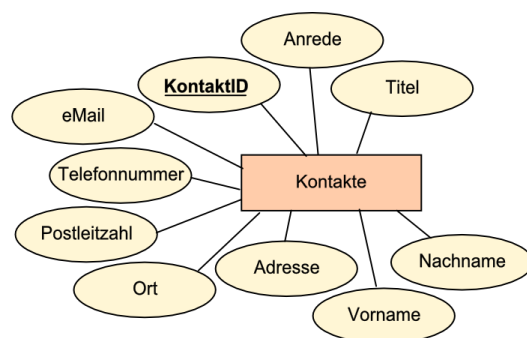 Anrede
KontaktID
Titel
eMail
Telefonnummer
Kontakte
Postleitzahl
Adresse
Nachname
Ort
Vorname